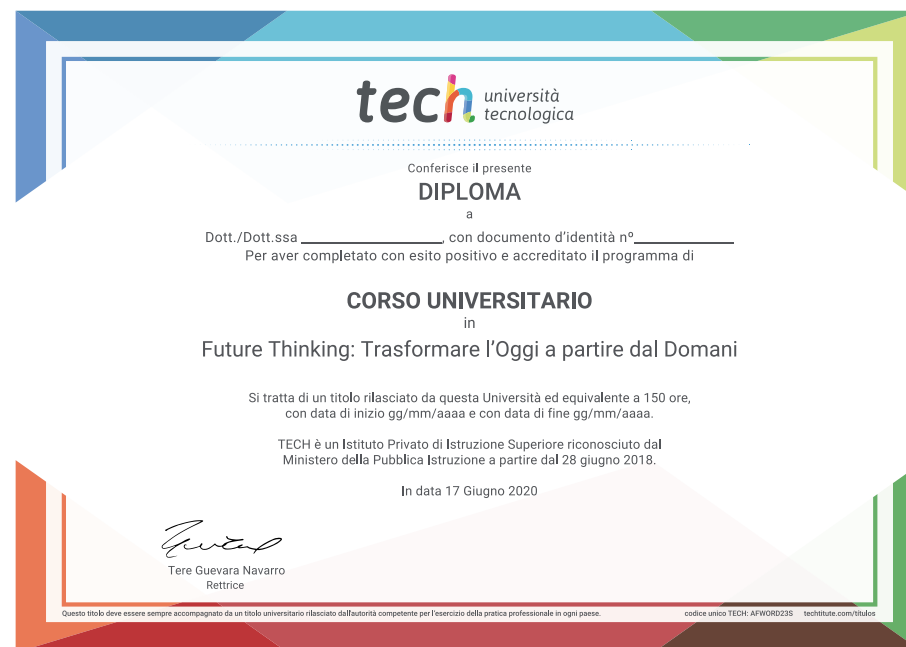 tech università
tecnologica
Conferisce il presente
DIPLOMA
a
Dott./Dott.ssa ____________________, con documento d'identità nº______________
Per aver completato con esito positivo e accreditato il programma di
CORSO UNIVERSITARIO
in
Future Thinking: Trasformare l'Oggi a partire dal Domani
Si tratta di un titolo rilasciato da questa Università ed equivalente a 150 ore,
con data di inizio gg/mm/aaaa e con data di fine gg/mm/aaaa.
TECH è un Istituto Privato di Istruzione Superiore riconosciuto dal
Ministero della Pubblica Istruzione a partire dal 28 giugno 2018.
In data 17 Giugno 2020
Tere Guevara Navarro
Rettrice
Questo titolo deve essere sempre accompagnato da un titolo universitario rilasciato dall'autorità competente per l'esercizio della pratica professionale in ogni paese. codice unico TECH: AFWORD23S techtitute.com/titulos